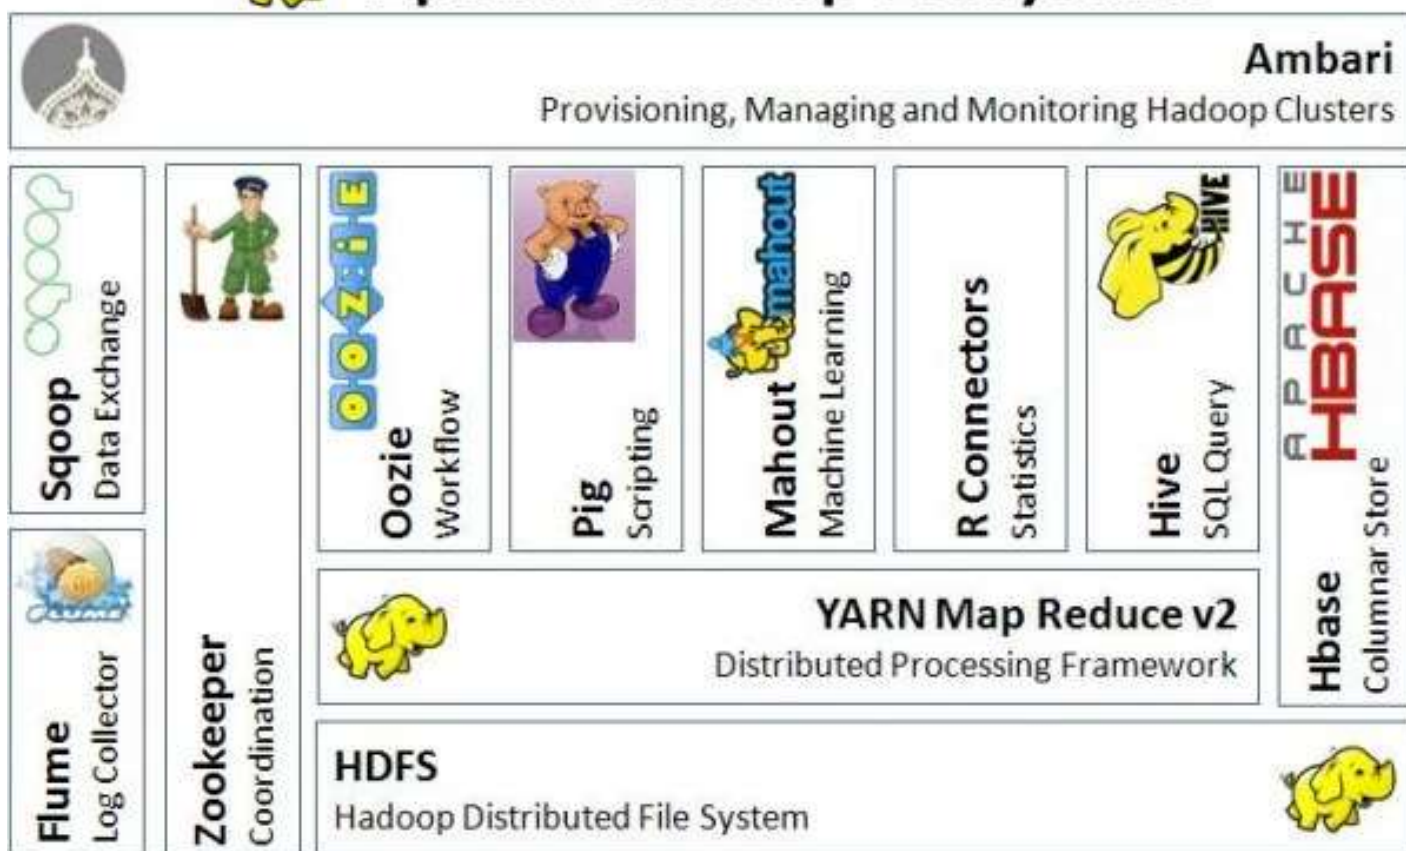 Ambari
Provisioning, Managing and Monitoring Hadoop Clusters
sqoop
Sqoop
Data Exchange
Zookeeper
Coordination
OOZIE
Oozie
Workflow
Pig
Scripting
mahout
Mahout
Machine Learning
R Connectors
Statistics
HIVE
Hive
SQL Query
APACHE
HBASE
Hbase
Columnar Store
Flume
Log Collector
YARN Map Reduce v2
Distributed Processing Framework
HDFS
Hadoop Distributed File System